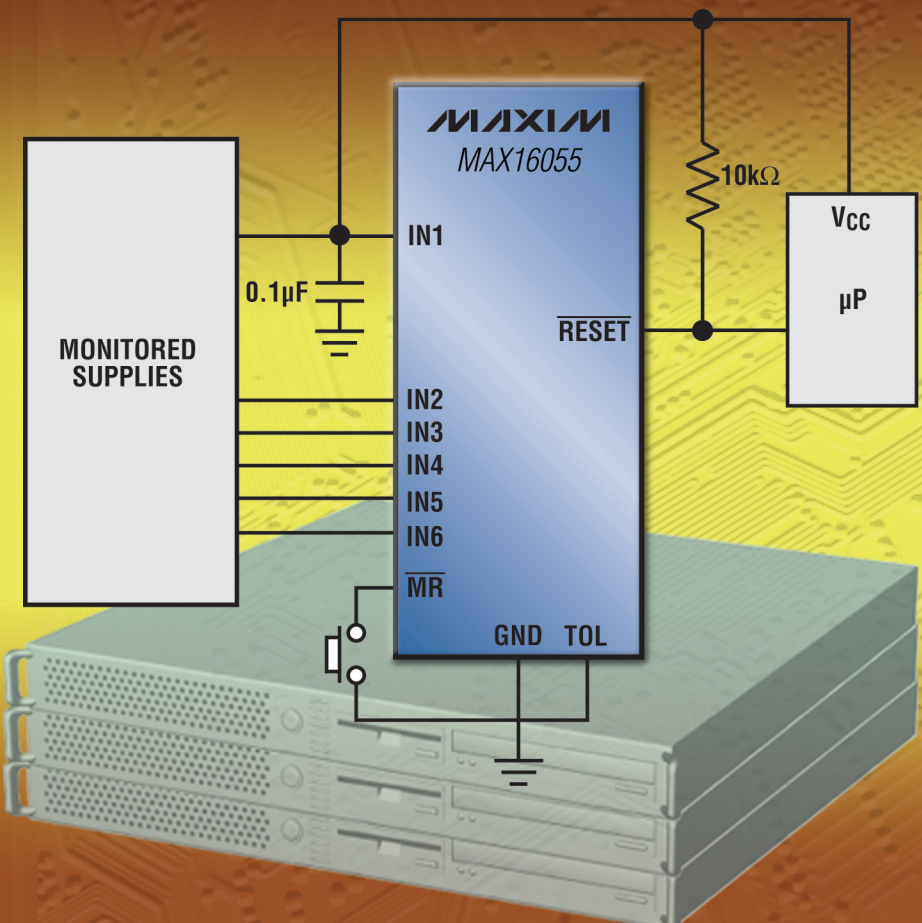 MAXIM
MAX16055
10kΩ
VCC
IN1
0.1µF
µP
RESET
MONITORED
SUPPLIES
IN2
IN3
IN4
IN5
IN6
MR
GND TOL